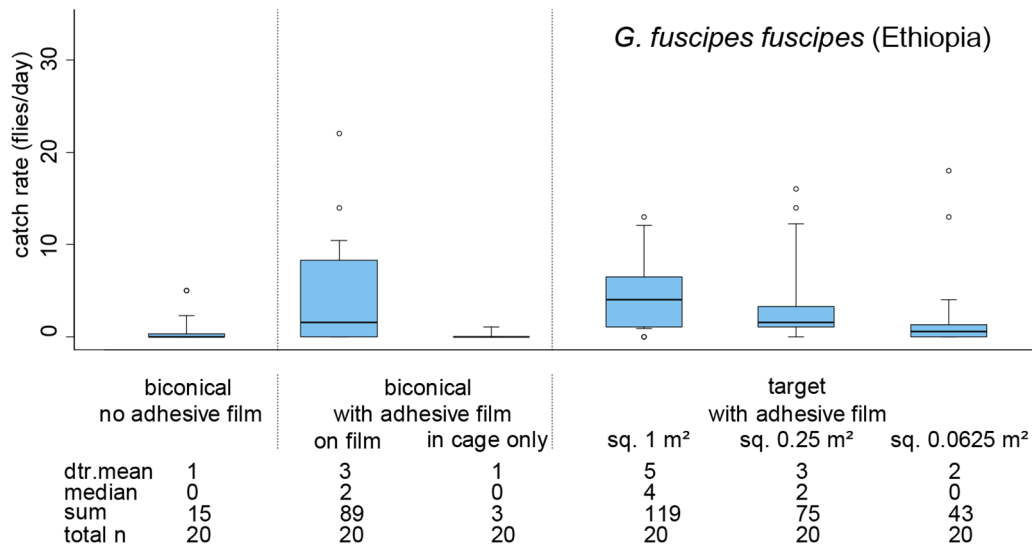 G. fuscipes fuscipes (Ethiopia)
catch rate (flies/day)
30
20
10
0
biconical
no adhesive film
biconical
with adhesive film
on film in cage only
target
with adhesive film
sq. 1 m² sq. 0.25 m² sq. 0.0625 m²
dtr.mean 1 3 1 5 3 2
median 0 2 0 4 2 0
sum 15 89 3 119 75 43
total n 20 20 20 20 20 20